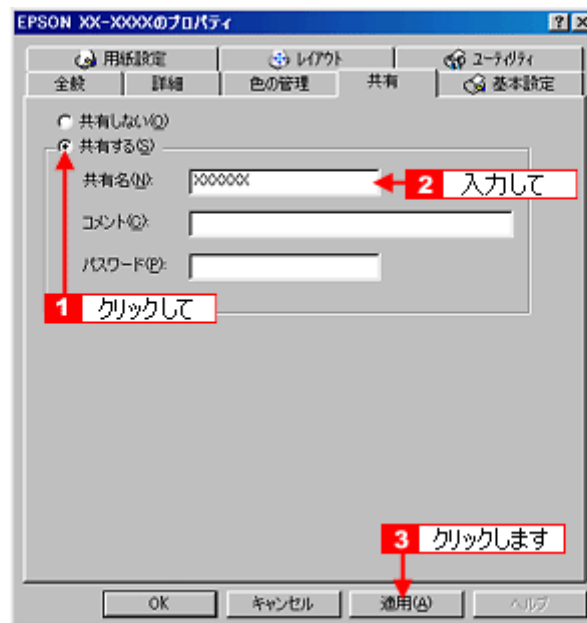 EPSON XX-XXXXのプロパティ
用紙設定 レイアウト ユーティリティ
全般 詳細 色の管理 共有 基本設定
共有しない(O)
共有する(S)
共有名(N): XXXXXX
2 入力して
コメント(C):
パスワード(P):
1 クリックして
3 クリックします
OK キャンセル 適用(A) ヘルプ